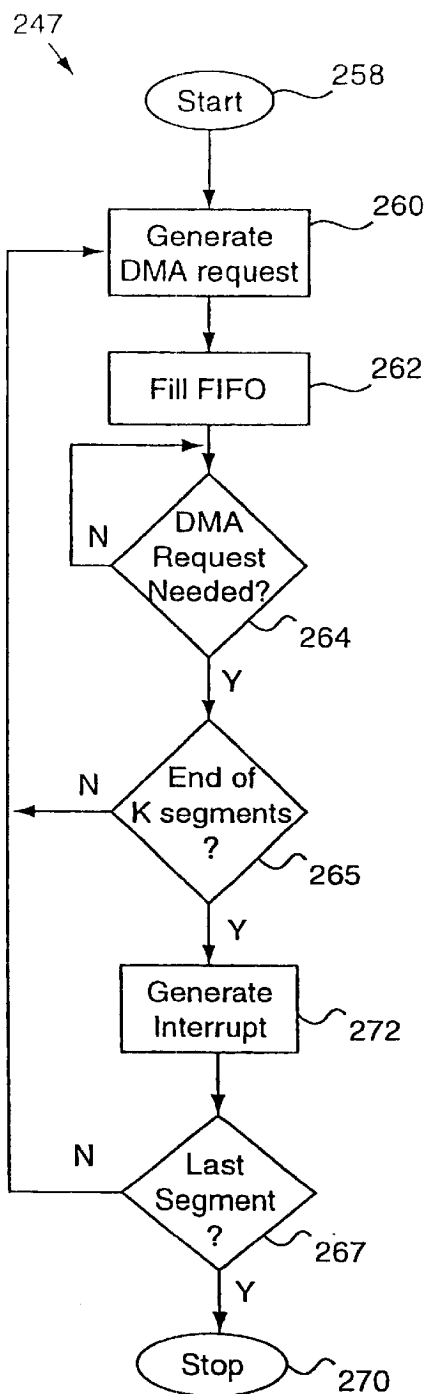 247
Start
258
Generate
DMA request
260
Fill FIFO
262
N
DMA
Request
Needed?
264
Y
N
End of
K segments
?
265
Y
Generate
Interrupt
272
N
Last
Segment
?
267
Y
Stop
270